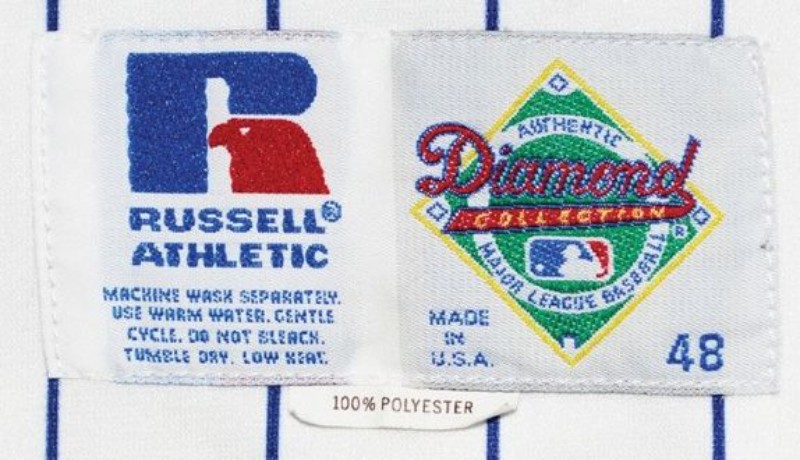 RUSSELL®
ATHLETIC
MACHINE WASH SEPARATELY.
USE WARM WATER. GENTLE
CYCLE. DO NOT BLEACH.
TUMBLE DRY. LOW HEAT.
AUTHENTIC
Diamond
COLLECTION
®
MAJOR LEAGUE BASEBALL
MADE
IN
U.S.A.
48
100% POLYESTER